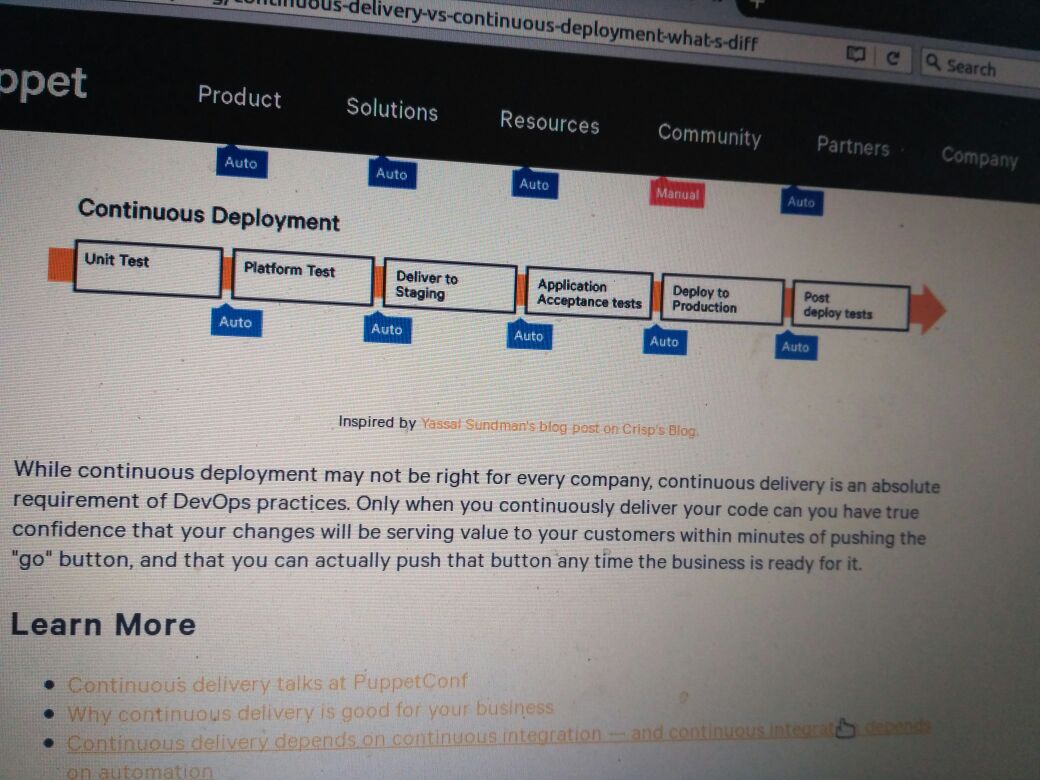 continuous-delivery-vs-continuous-deployment-what-s-diff
Search
ppet
Product Solutions Resources Community Partners Company
Auto Auto Auto Manual Auto
Continuous Deployment
Unit Test
Platform Test
Deliver to
Staging
Application
Acceptance tests
Deploy to
Production
Post
deploy tests
Auto Auto Auto Auto Auto
Inspired by Yassal Sundman's blog post on Crisp's Blog.
While continuous deployment may not be right for every company, continuous delivery is an absolute
requirement of DevOps practices. Only when you continuously deliver your code can you have true
confidence that your changes will be serving value to your customers within minutes of pushing the
"go" button, and that you can actually push that button any time the business is ready for it.
Learn More
Continuous delivery talks at PuppetConf
Why continuous delivery is good for your business
Continuous delivery depends on continuous integration — and continuous integration depends
on automation